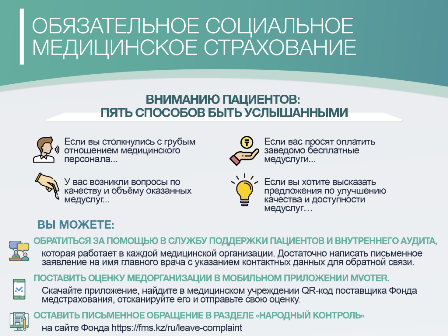 ОБЯЗАТЕЛЬНОЕ СОЦИАЛЬНОЕ
МЕДИЦИНСКОЕ СТРАХОВАНИЕ
ВНИМАНИЮ ПАЦИЕНТОВ:
ПЯТЬ СПОСОБОВ БЫТЬ УСЛЫШАННЫМИ
Если вы столкнулись с грубым
отношением медицинского
персонала...
Если вас просят оплатить
заведомо бесплатные
медуслуги...
У вас возникли вопросы по
качеству и объёму оказанных
медуслуг...
Если вы хотите высказать
предложения по улучшению
качества и доступности
медуслуг...
ВЫ МОЖЕТЕ:
ОБРАТИТЬСЯ ЗА ПОМОЩЬЮ В СЛУЖБУ ПОДДЕРЖКИ ПАЦИЕНТОВ И ВНУТРЕННЕГО АУДИТА,
которая работает в каждой медицинской организации. Достаточно написать письменное
заявление на имя главного врача с указанием контактных данных для обратной связи.
ПОСТАВИТЬ ОЦЕНКУ МЕДОРГАНИЗАЦИИ В МОБИЛЬНОМ ПРИЛОЖЕНИИ MVOTER.
Скачайте приложение, найдите в медицинском учреждении QR-код поставщика Фонда
медстрахования, отсканируйте его и отправьте свою оценку.
ОСТАВИТЬ ПИСЬМЕННОЕ ОБРАЩЕНИЕ В РАЗДЕЛЕ «НАРОДНЫЙ КОНТРОЛЬ»
на сайте Фонда https://fms.kz/ru/leave-complaint